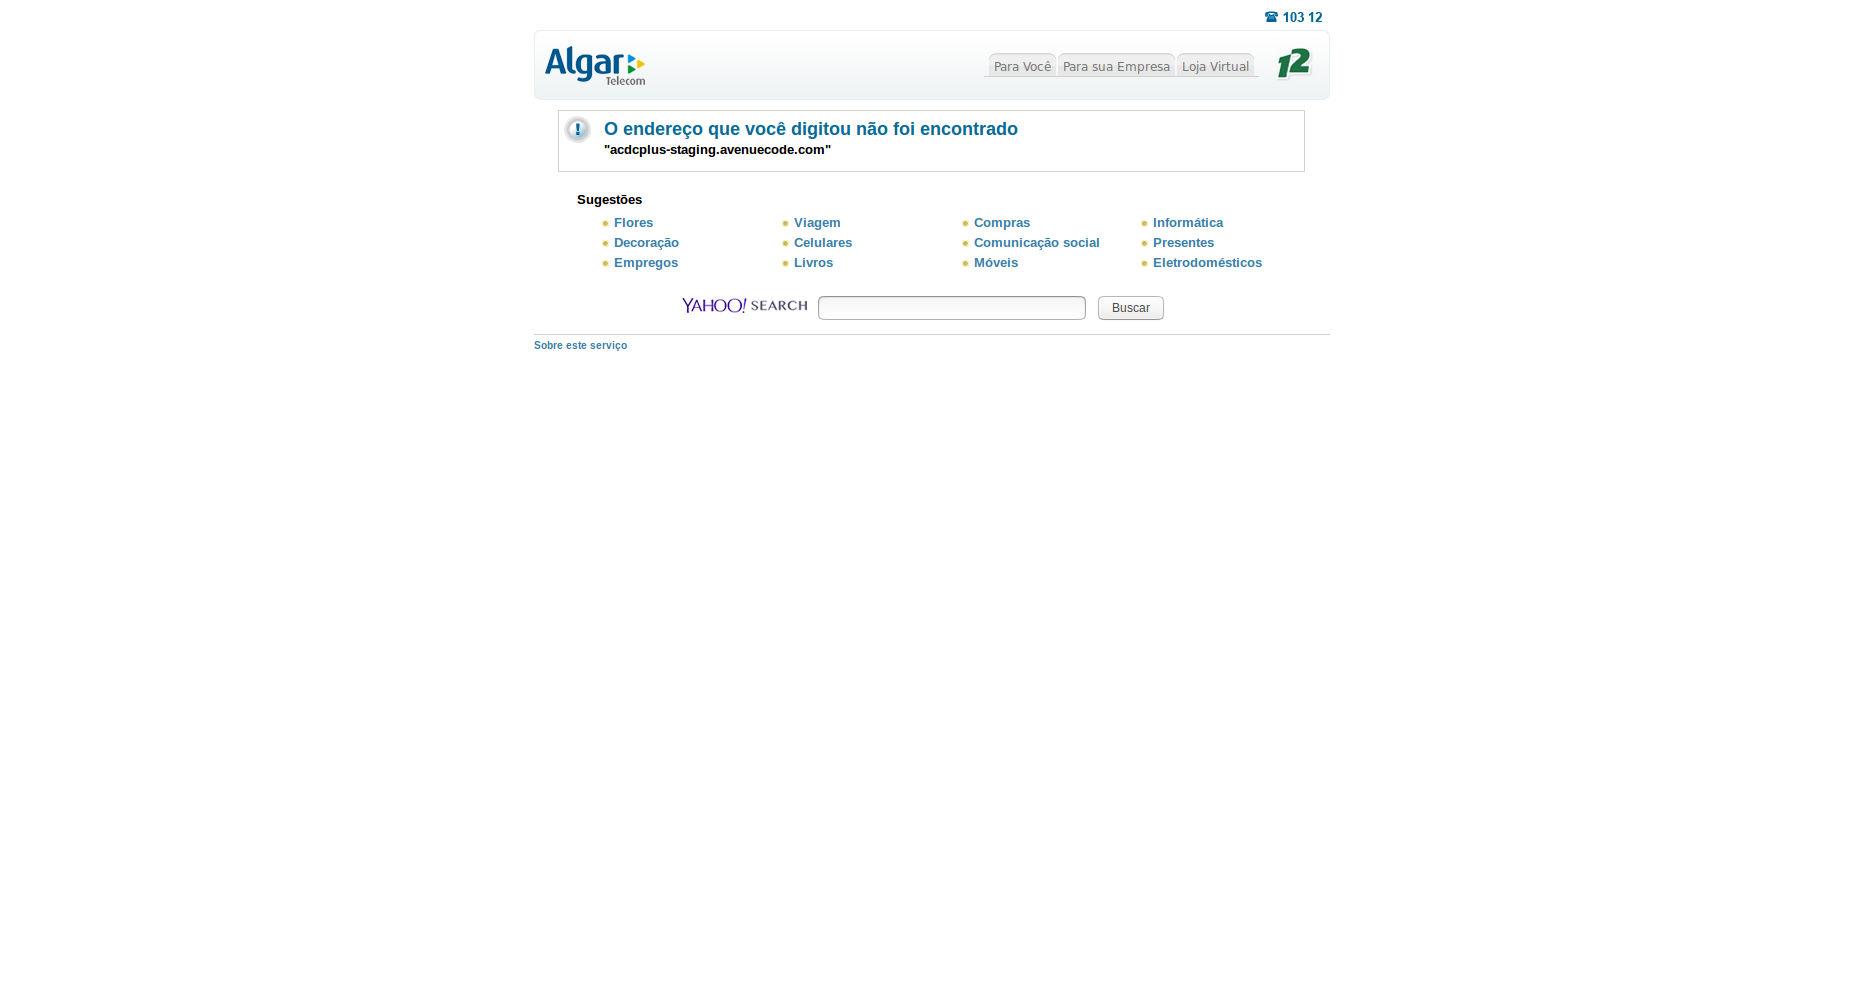 ☎ 103 12
Algar
Telecom
Para Você Para sua Empresa Loja Virtual 12
! O endereço que você digitou não foi encontrado
"acdcplus-staging.avenuecode.com"
Sugestões
Flores Viagem Compras Informática
Decoração Celulares Comunicação social Presentes
Empregos Livros Móveis Eletrodomésticos
YAHOO! SEARCH Buscar
Sobre este serviço